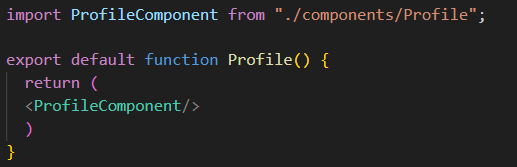 import ProfileComponent from "./components/Profile";
export default function Profile() {
return (
<ProfileComponent/>
)
}